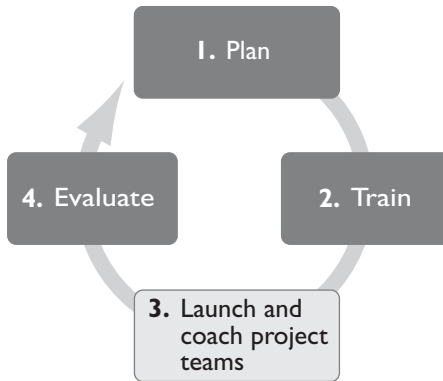 1. Plan
2. Train
3. Launch and
coach project
teams
4. Evaluate